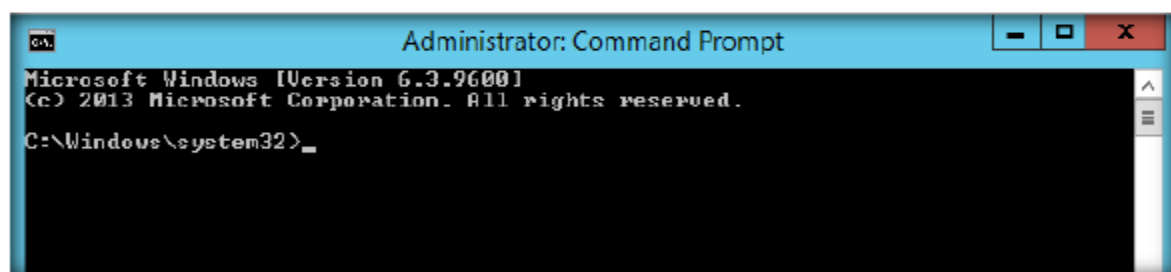 Administrator: Command Prompt
Microsoft Windows [Version 6.3.9600]
(c) 2013 Microsoft Corporation. All rights reserved.
C:\Windows\system32>_